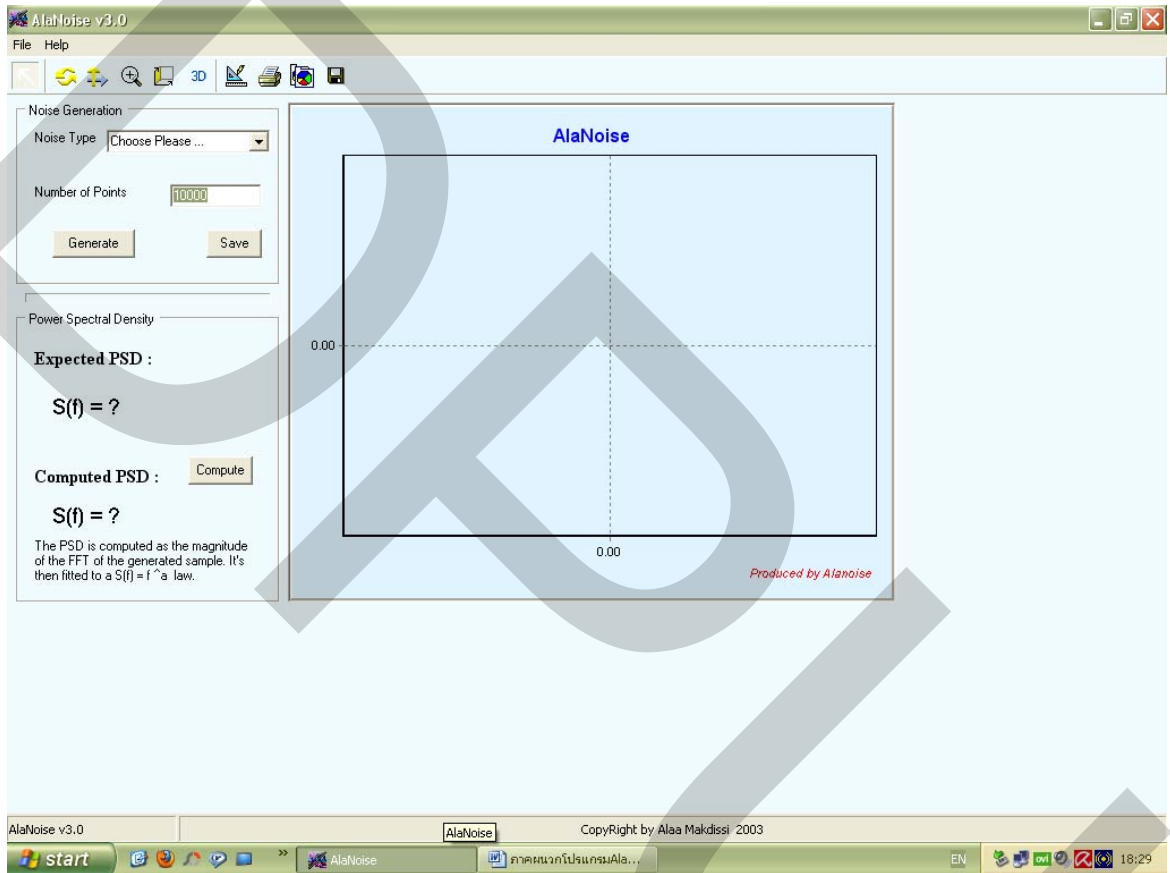 AlaNoise v3.0
File Help
3D
Noise Generation
Noise Type Choose Please ...
Number of Points 10000
Generate Save
Power Spectral Density
Expected PSD :
S(f) = ?
Computed PSD : Compute
S(f) = ?
The PSD is computed as the magnitude
of the FFT of the generated sample. It's
then fitted to a S(f) = f ^a law.
AlaNoise
0.00
0.00
Produced by Alanoise
AlaNoise v3.0
AlaNoise
CopyRight by Alaa Makdissi 2003
start
AlaNoise
ภาคผนวกโปรแกรมAla...
EN
ovi
18:29